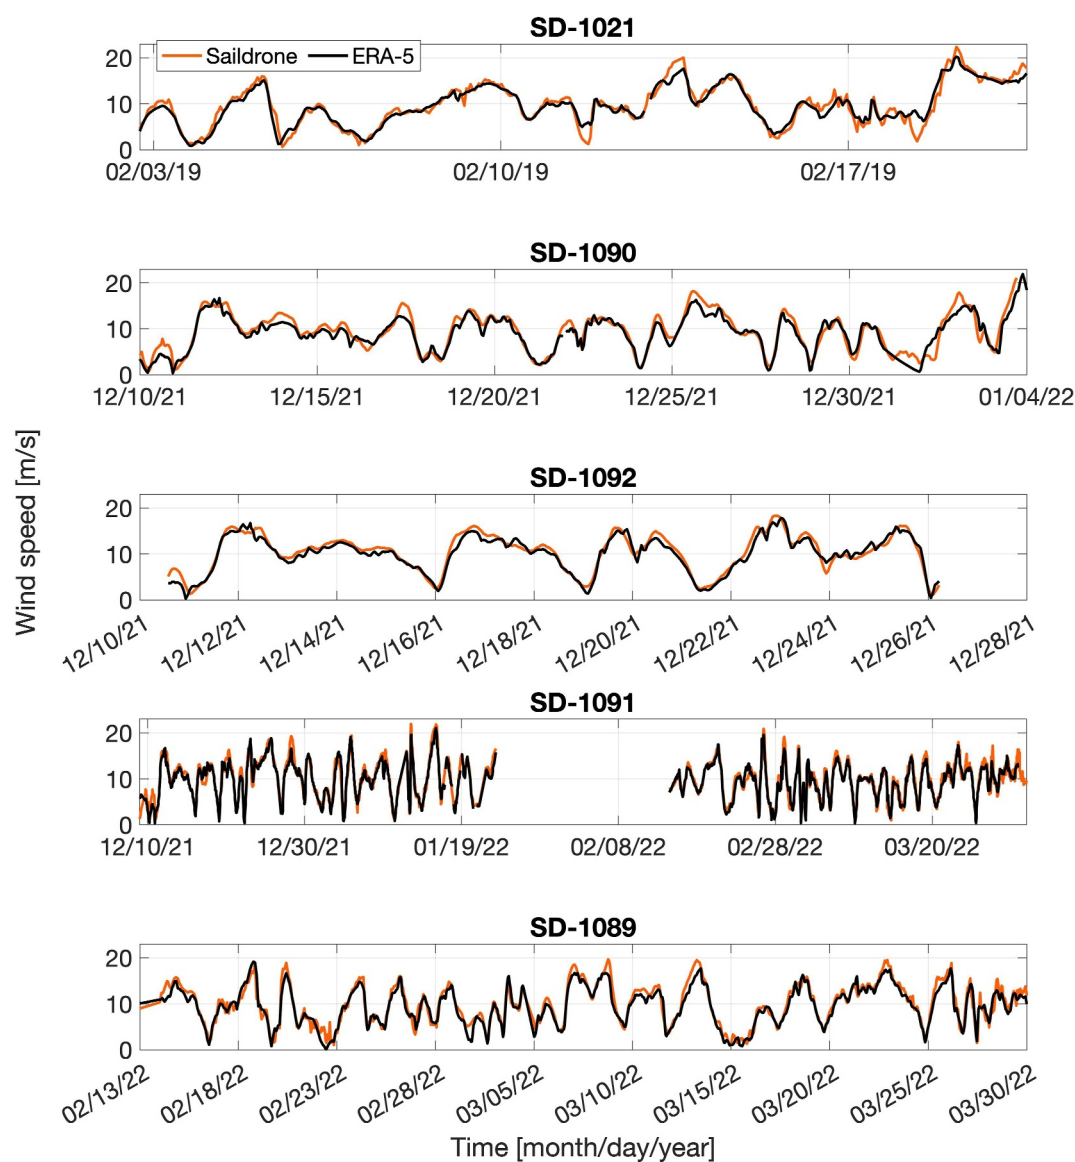 SD-1021
Saildrone ERA-5
20
10
0
02/03/19 02/10/19 02/17/19
SD-1090
20
10
0
12/10/21 12/15/21 12/20/21 12/25/21 12/30/21 01/04/22
SD-1092
20
10
0
12/10/21 12/12/21 12/14/21 12/16/21 12/18/21 12/20/21 12/22/21 12/24/21 12/26/21 12/28/21
Wind speed [m/s]
SD-1091
20
10
0
12/10/21 12/30/21 01/19/22 02/08/22 02/28/22 03/20/22
SD-1089
20
10
0
02/13/22 02/18/22 02/23/22 02/28/22 03/05/22 03/10/22 03/15/22 03/20/22 03/25/22 03/30/22
Time [month/day/year]